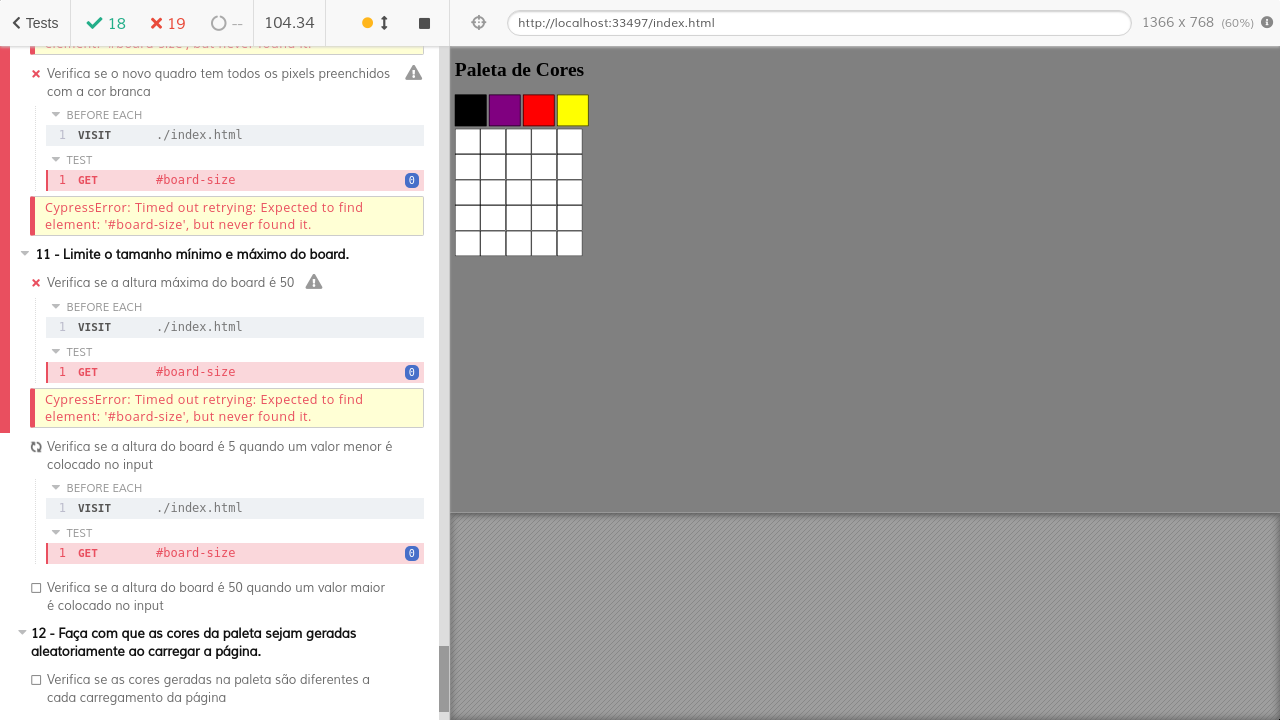 Tests
18
19
--
104.34
http://localhost:33497/index.html
1366 x 768 (60%)
element: '#board-size', but never found it.
Verifica se o novo quadro tem todos os pixels preenchidos
com a cor branca
BEFORE EACH
1 VISIT ./index.html
TEST
1 GET #board-size 0
CypressError: Timed out retrying: Expected to find
element: '#board-size', but never found it.
11 - Limite o tamanho mínimo e máximo do board.
Verifica se a altura máxima do board é 50
BEFORE EACH
1 VISIT ./index.html
TEST
1 GET #board-size 0
CypressError: Timed out retrying: Expected to find
element: '#board-size', but never found it.
Verifica se a altura do board é 5 quando um valor menor é
colocado no input
BEFORE EACH
1 VISIT ./index.html
TEST
1 GET #board-size 0
Verifica se a altura do board é 50 quando um valor maior
é colocado no input
12 - Faça com que as cores da paleta sejam geradas
aleatoriamente ao carregar a página.
Verifica se as cores geradas na paleta são diferentes a
cada carregamento da página
Paleta de Cores